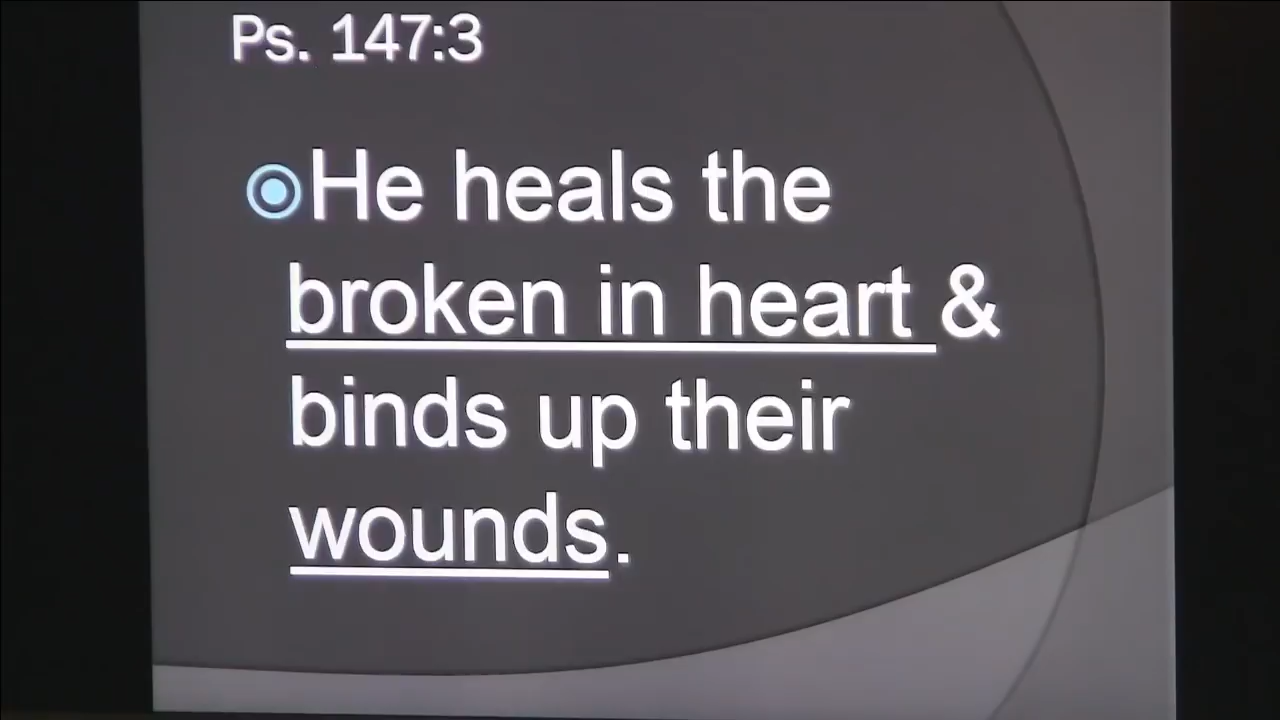 Ps. 147:3
He heals the
broken in heart &
binds up their
wounds.